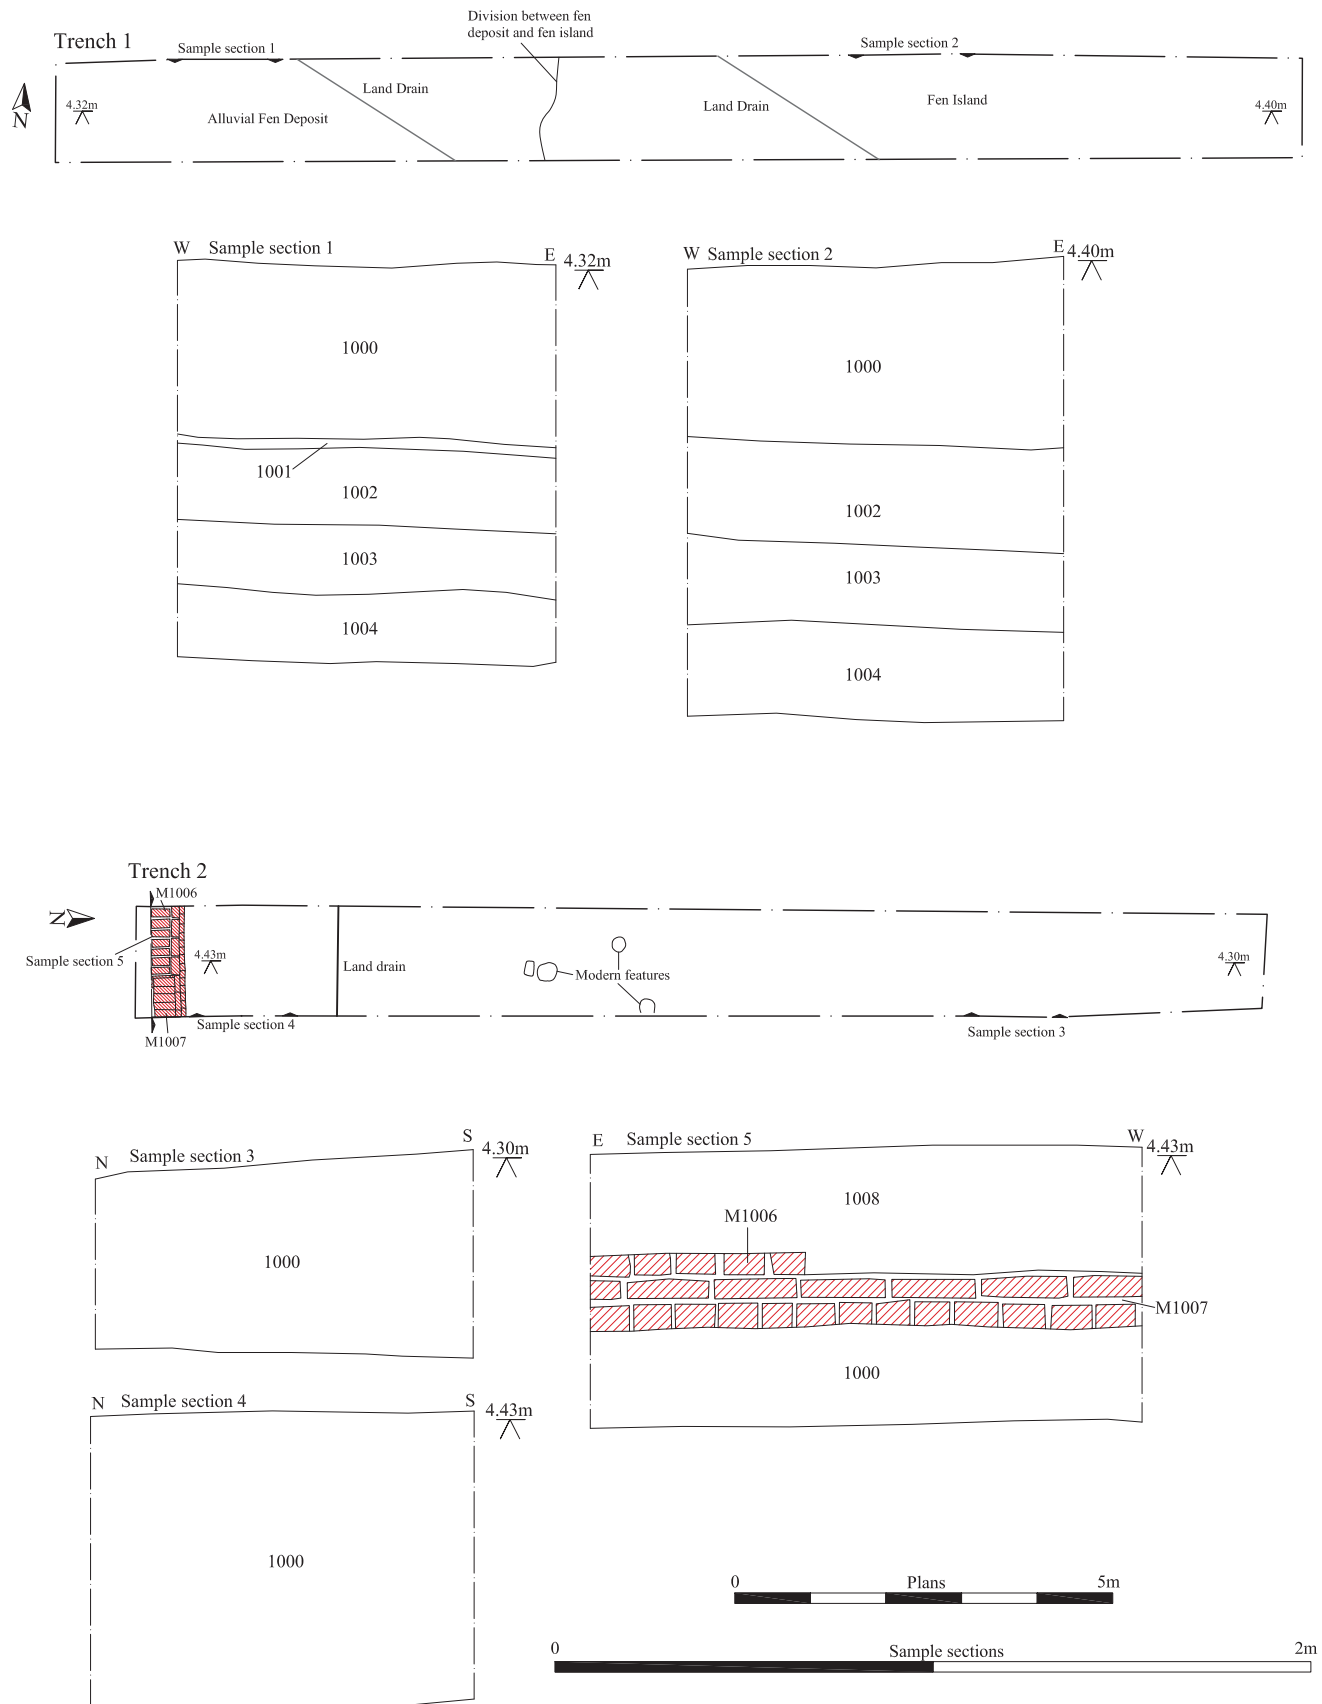 Division between fen
deposit and fen island
Trench 1
Sample section 1
Sample section 2
4.32m
Land Drain
Alluvial Fen Deposit
Land Drain
Fen Island
4.40m
N
W Sample section 1 E 4.32m
1000
1001
1002
1003
1004
W Sample section 2 E 4.40m
1000
1002
1003
1004
Trench 2
M1006
N
Sample section 5
4.43m
Land drain
Modern features
4.30m
Sample section 4
M1007
Sample section 3
N Sample section 3 S 4.30m
1000
E Sample section 5 W 4.43m
1008
M1006
M1007
1000
N Sample section 4 S 4.43m
1000
0 Plans 5m
0 Sample sections 2m